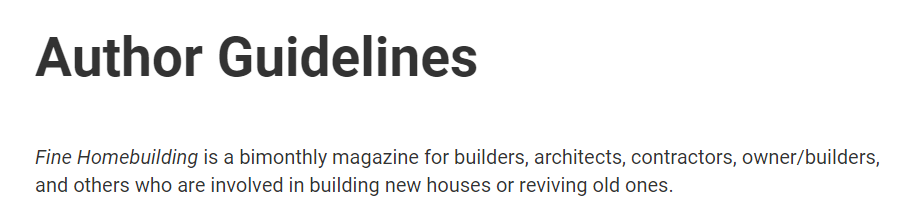 Author Guidelines
Fine Homebuilding is a bimonthly magazine for builders, architects, contractors, owner/builders,
and others who are involved in building new houses or reviving old ones.